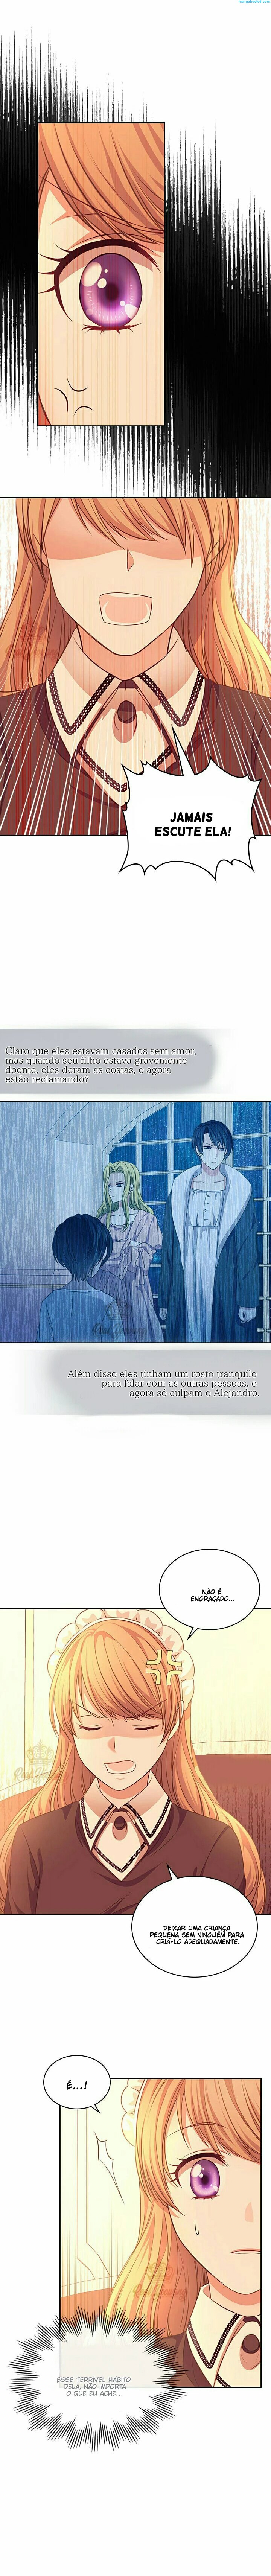 JAMAIS
ESCUTE ELA!
Claro que eles estavam casados sem amor,
mas quando seu filho estava gravemente
doente, eles deram as costas, e agora
estão reclamando?
Além disso eles tinham um rosto tranquilo
para falar com as outras pessoas, e
agora só culpam o Alejandro.
NÃO É
ENGRAÇADO...
DEIXAR UMA CRIANÇA
PEQUENA SEM NINGUÉM PARA
CRIÁ-LO ADEQUADAMENTE.
É...!
ESSE TERRÍVEL HÁBITO
DELA, NÃO IMPORTA
O QUE EU ACHE...